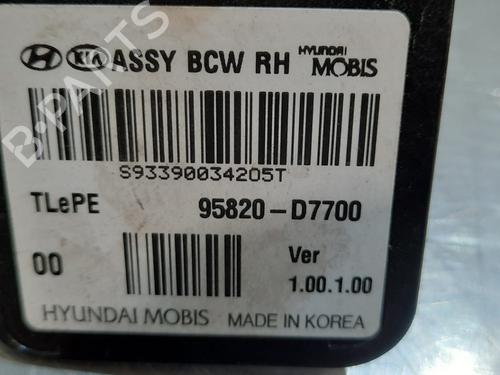 KIA ASSY BCW RH HYUNDAI MOBIS
S93390034205T
TLePE 95820-D7700
00 Ver
1.00.1.00
HYUNDAI MOBIS MADE IN KOREA
B-PARTS